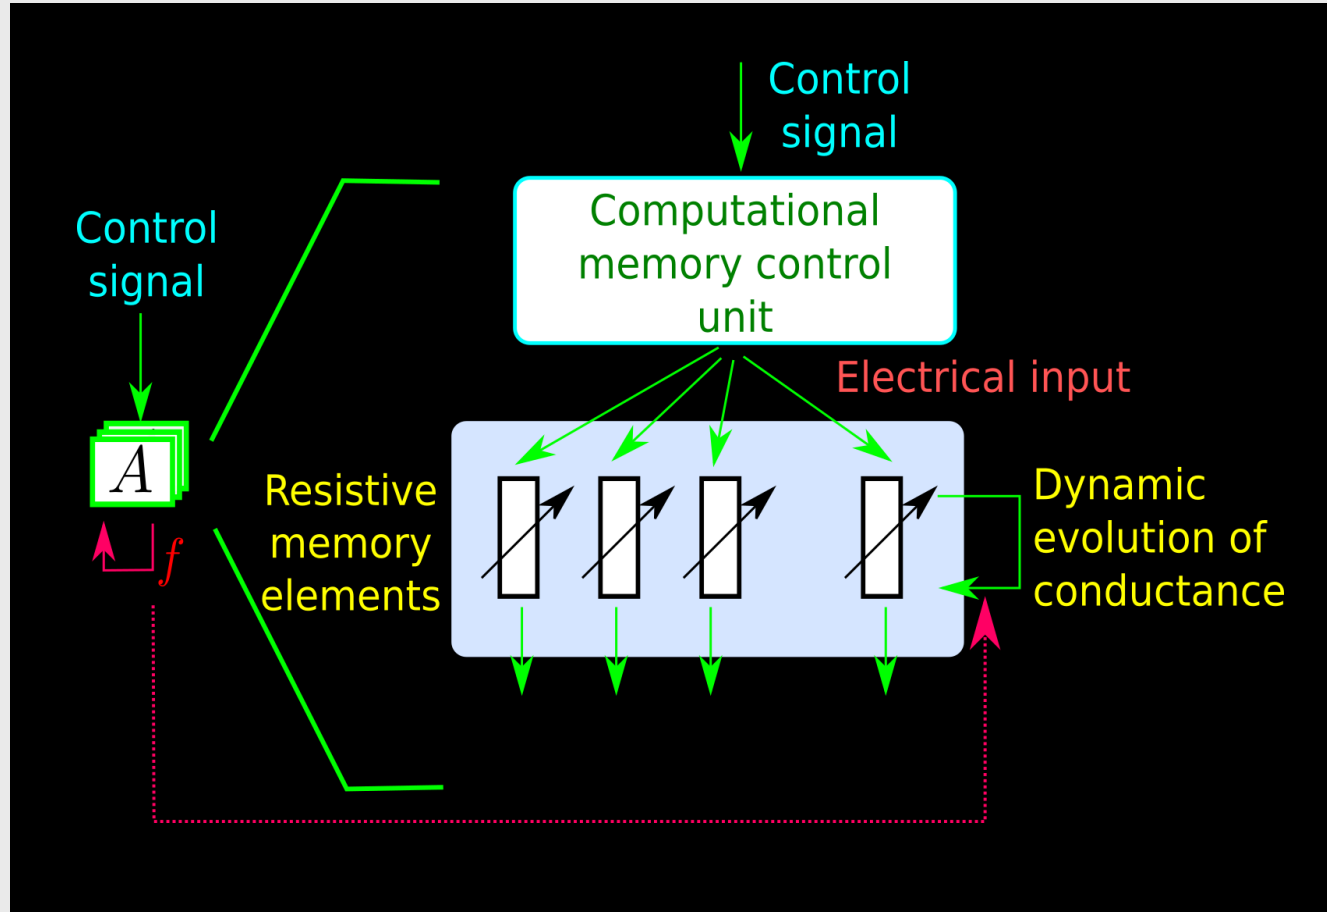 Control
signal
Computational
memory control
unit
Control
signal
Electrical input
A
f
Resistive
memory
elements
Dynamic
evolution of
conductance